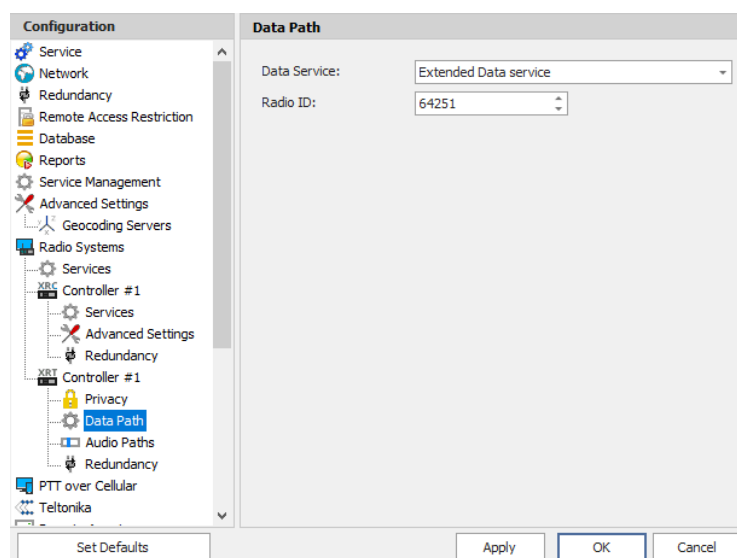 Configuration
Service
Network
Redundancy
Remote Access Restriction
Database
Reports
Service Management
Advanced Settings
Geocoding Servers
Radio Systems
Services
XRC Controller #1
Services
Advanced Settings
Redundancy
XRT Controller #1
Privacy
Data Path
Audio Paths
Redundancy
PTT over Cellular
Teltonika
Data Path
Data Service: Extended Data service
Radio ID: 64251
Set Defaults
Apply
OK
Cancel